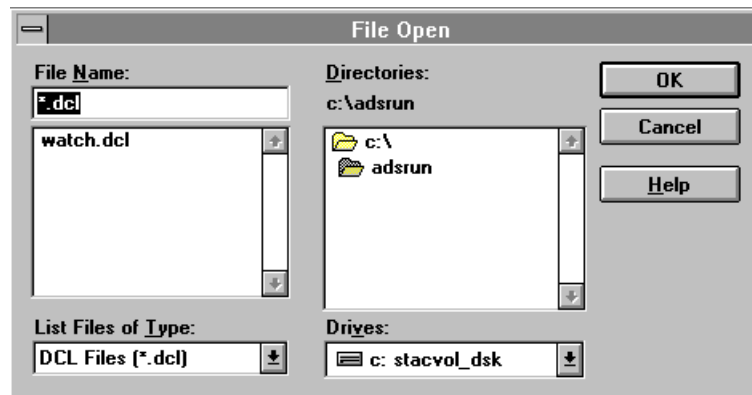 File Open
File Name:
*.dcl
watch.dcl
List Files of Type:
DCL Files (*.dcl)
Directories:
c:\adsrun
c:\
adsrun
Drives:
c: stacvol_dsk
OK
Cancel
Help